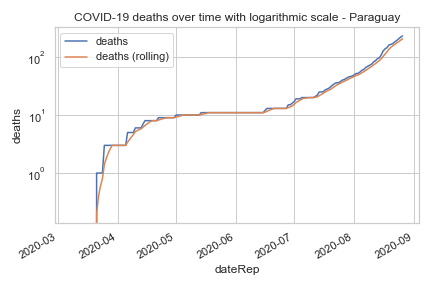 COVID-19 deaths over time with logarithmic scale - Paraguay
deaths
deaths (rolling)
10²
10¹
10⁰
deaths
2020-03
2020-04
2020-05
2020-06
2020-07
2020-08
2020-09
dateRep